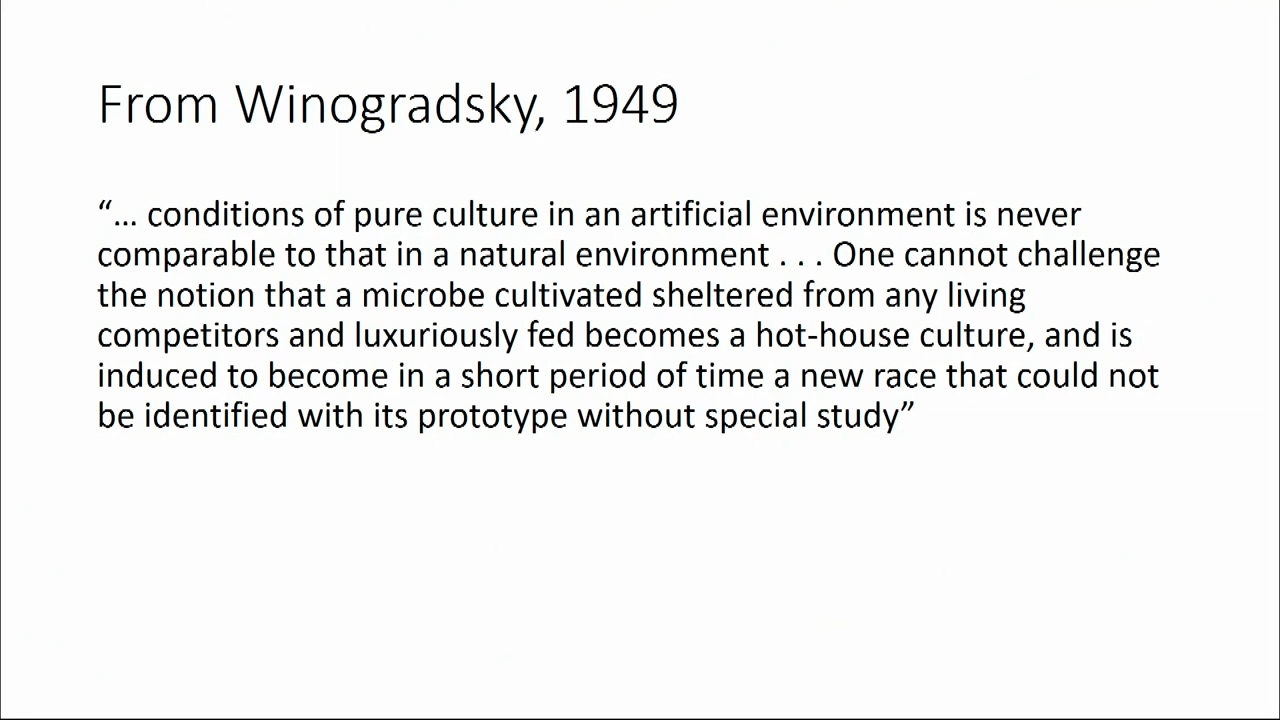 From Winogradsky, 1949
“... conditions of pure culture in an artificial environment is never
comparable to that in a natural environment . . . One cannot challenge
the notion that a microbe cultivated sheltered from any living
competitors and luxuriously fed becomes a hot-house culture, and is
induced to become in a short period of time a new race that could not
be identified with its prototype without special study”